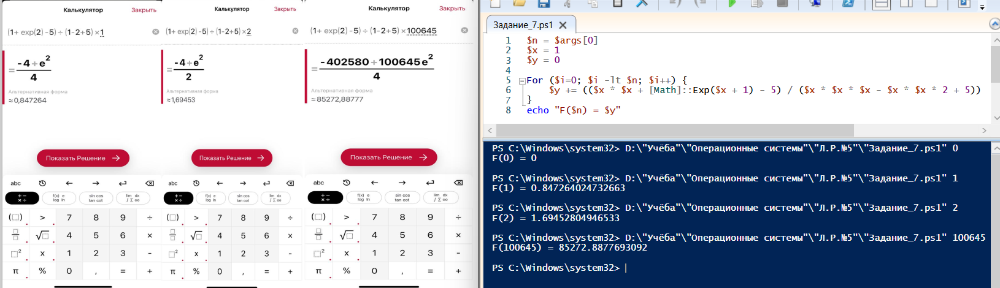 Калькулятор Закрыть
(1+ exp(2) -5) ÷ (1-2+5) ×1
= -4+e²
4
Альтернативная форма
≈0,847264
Показать Решение →
abc
+ − × ÷ f(x) e log ln sin cos tan cot lim dx ∫ Σ ∞
(□) > 7 8 9 ÷
√□ 4 5 6 ×
□² x 1 2 3 -
π % 0 , = +
Калькулятор Закрыть
(1+ exp(2) -5) ÷ (1-2+5) ×2
= -4+e²
2
Альтернативная форма
≈1,69453
Показать Решение →
abc
+ − × ÷ f(x) e log ln sin cos tan cot lim dx ∫ Σ ∞
(□) > 7 8 9 ÷
√□ 4 5 6 x
□² x 1 2 3 -
π % 0 , = +
Калькулятор Закрыть
(1+ exp(2) -5) ÷ (1-2+5) ×100645
= -402580+100645e²
4
Альтернативная форма
≈85272,88777
Показать Решение →
abc
+ − × ÷ f(x) e log ln sin cos tan cot lim dx ∫ Σ ∞
(□) > 7 8 9 ÷
√□ 4 5 6 ×
□² x 1 2 3 -
π % 0 , = +
Задание_7.ps1
1 $n = $args[0]
2 $x = 1
3 $y = 0
4
5 For ($i=0; $i -lt $n; $i++) {
6 $y += (($x * $x + [Math]::Exp($x + 1) - 5) / ($x * $x * $x - $x * $x * 2 + 5))
7 }
8 echo "F($n) = $y"
PS C:\Windows\system32> D:\"Учёба"\"Операционные системы"\"Л.Р.№5"\"Задание_7.ps1" 0
F(0) = 0
PS C:\Windows\system32> D:\"Учёба"\"Операционные системы"\"Л.Р.№5"\"Задание_7.ps1" 1
F(1) = 0.847264024732663
PS C:\Windows\system32> D:\"Учёба"\"Операционные системы"\"Л.Р.№5"\"Задание_7.ps1" 2
F(2) = 1.69452804946533
PS C:\Windows\system32> D:\"Учёба"\"Операционные системы"\"Л.Р.№5"\"Задание_7.ps1" 100645
F(100645) = 85272.8877693092
PS C:\Windows\system32>